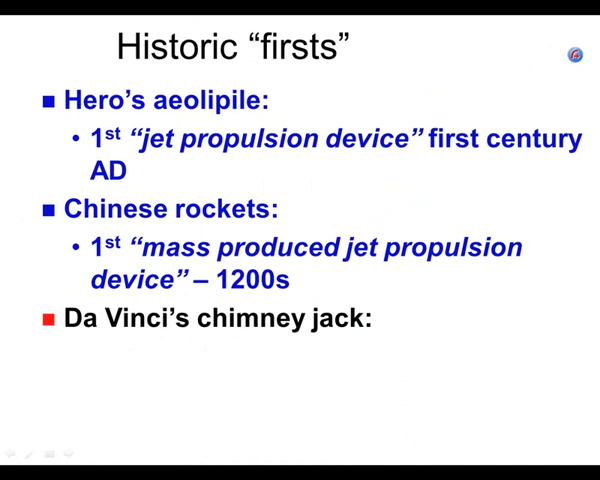 Historic “firsts”
Hero’s aeolipile:
1st “jet propulsion device” first century
AD
Chinese rockets:
1st “mass produced jet propulsion
device” – 1200s
Da Vinci’s chimney jack: